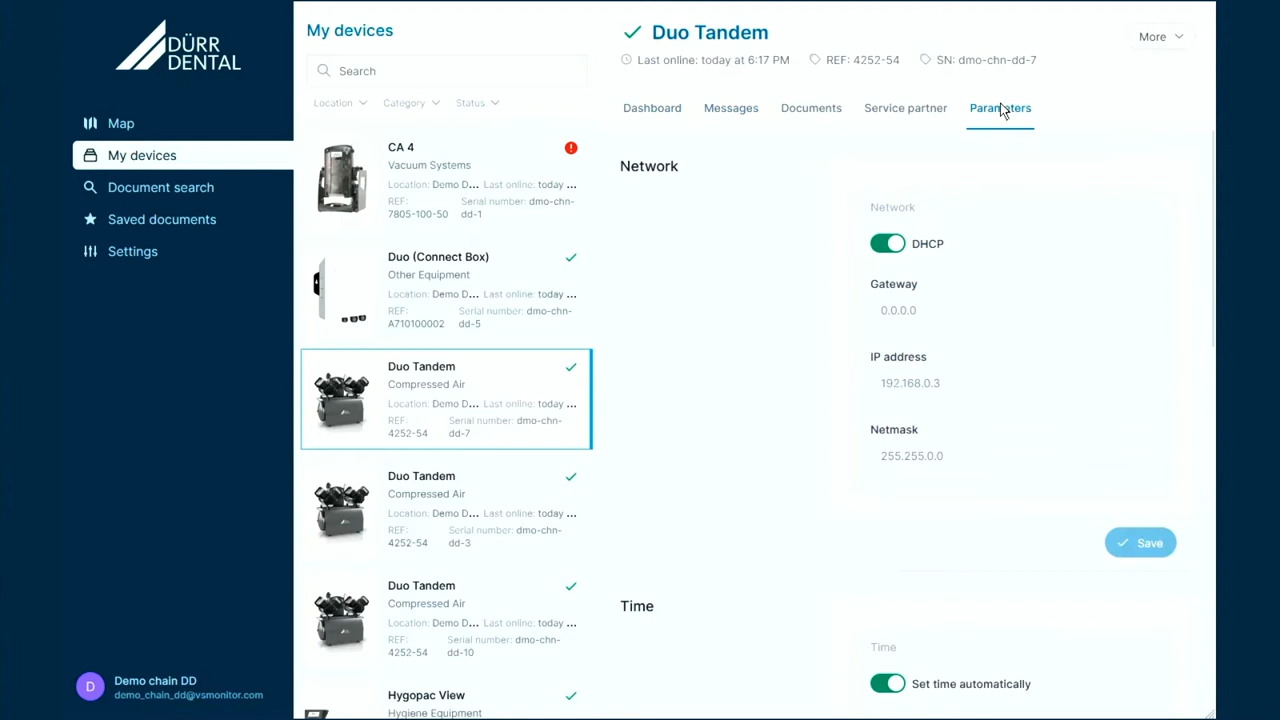 DÜRR
DENTAL
Map
My devices
Document search
Saved documents
Settings
D
Demo chain DD
demo_chain_dd@vsmonitor.com
My devices
Search
Location
Category
Status
CA 4
Vacuum Systems
Location: Demo D... Last online: today ...
REF: Serial number: dmo-chn-
7805-100-50 dd-1
Duo (Connect Box)
Other Equipment
Location: Demo D... Last online: today ...
REF: Serial number: dmo-chn-
A710100002 dd-5
Duo Tandem
Compressed Air
Location: Demo D... Last online: today ...
REF: Serial number: dmo-chn-
4252-54 dd-7
Duo Tandem
Compressed Air
Location: Demo D... Last online: today ...
REF: Serial number: dmo-chn-
4252-54 dd-3
Duo Tandem
Compressed Air
Location: Demo D... Last online: today ...
REF: Serial number: dmo-chn-
4252-54 dd-10
Hygopac View
Hygiene Equipment
Duo Tandem
More
Last online: today at 6:17 PM REF: 4252-54 SN: dmo-chn-dd-7
Dashboard Messages Documents Service partner Parameters
Network
Network
DHCP
Gateway
0.0.0.0
IP address
192.168.0.3
Netmask
255.255.0.0
Save
Time
Time
Set time automatically